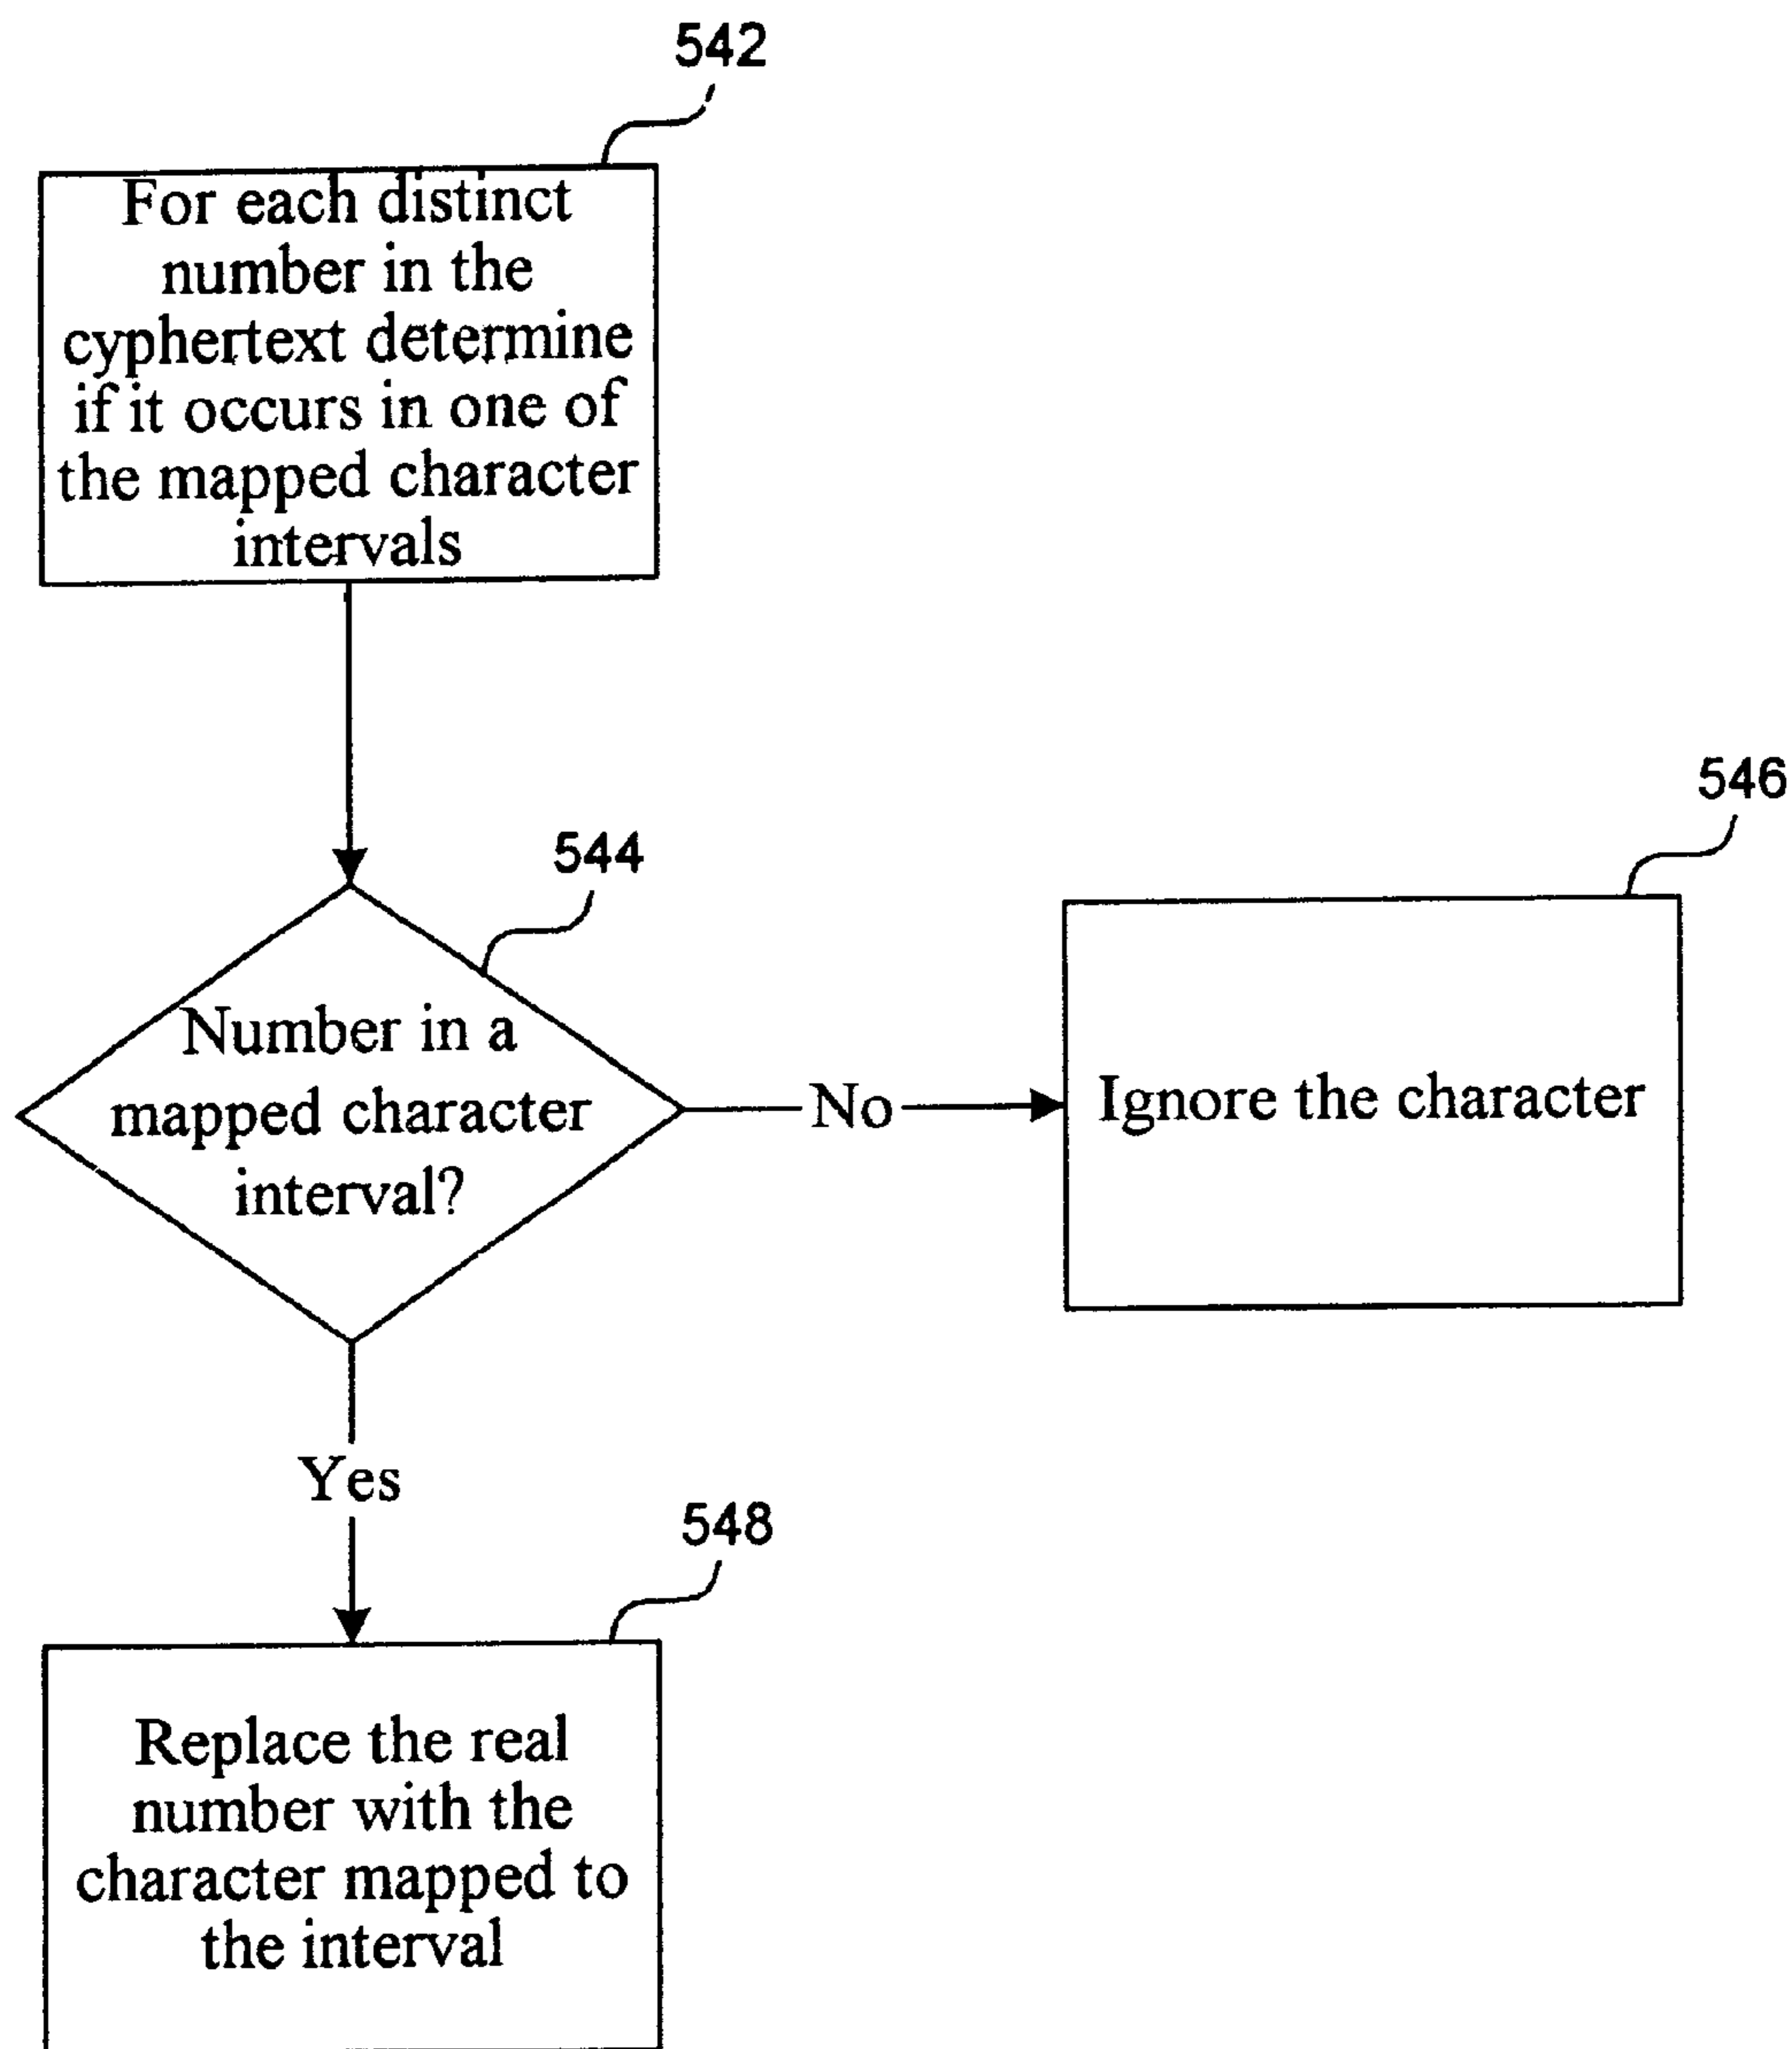 542
For each distinct
number in the
cyphertext determine
if it occurs in one of
the mapped character
intervals
544
Number in a
mapped character
interval?
No
546
Ignore the character
Yes
548
Replace the real
number with the
character mapped to
the interval